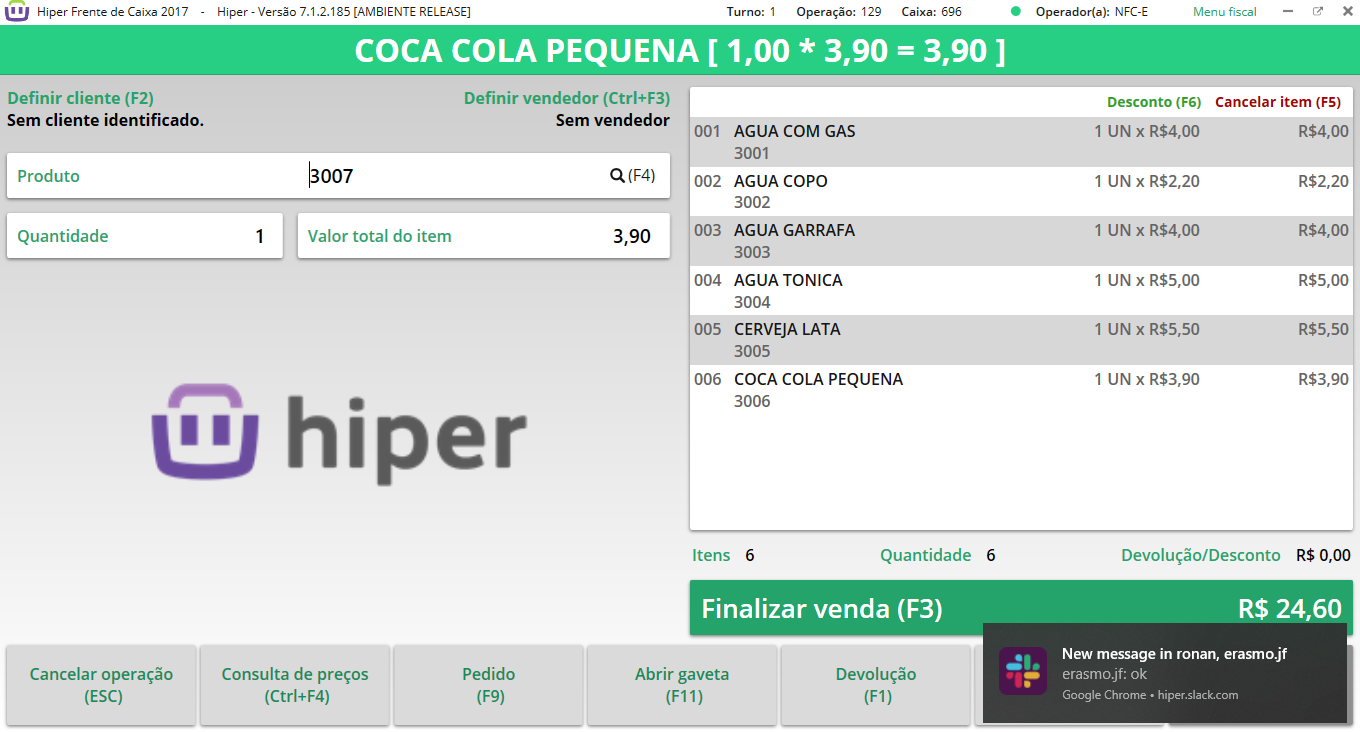 Hiper Frente de Caixa 2017 - Hiper - Versão 7.1.2.185 [AMBIENTE RELEASE] Turno: 1 Operação: 129 Caixa: 696 Operador(a): NFC-E Menu fiscal
COCA COLA PEQUENA [ 1,00 * 3,90 = 3,90 ]
Definir cliente (F2) Definir vendedor (Ctrl+F3)
Sem cliente identificado. Sem vendedor
Produto 3007 (F4)
Quantidade 1 Valor total do item 3,90
hiper
Desconto (F6) Cancelar item (F5)
001 AGUA COM GAS 1 UN x R$4,00 R$4,00
3001
002 AGUA COPO 1 UN x R$2,20 R$2,20
3002
003 AGUA GARRAFA 1 UN x R$4,00 R$4,00
3003
004 AGUA TONICA 1 UN x R$5,00 R$5,00
3004
005 CERVEJA LATA 1 UN x R$5,50 R$5,50
3005
006 COCA COLA PEQUENA 1 UN x R$3,90 R$3,90
3006
Itens 6 Quantidade 6 Devolução/Desconto R$ 0,00
Finalizar venda (F3) R$ 24,60
Cancelar operação
(ESC)
Consulta de preços
(Ctrl+F4)
Pedido
(F9)
Abrir gaveta
(F11)
Devolução
(F1)
New message in ronan, erasmo.jf
erasmo.jf: ok
Google Chrome • hiper.slack.com